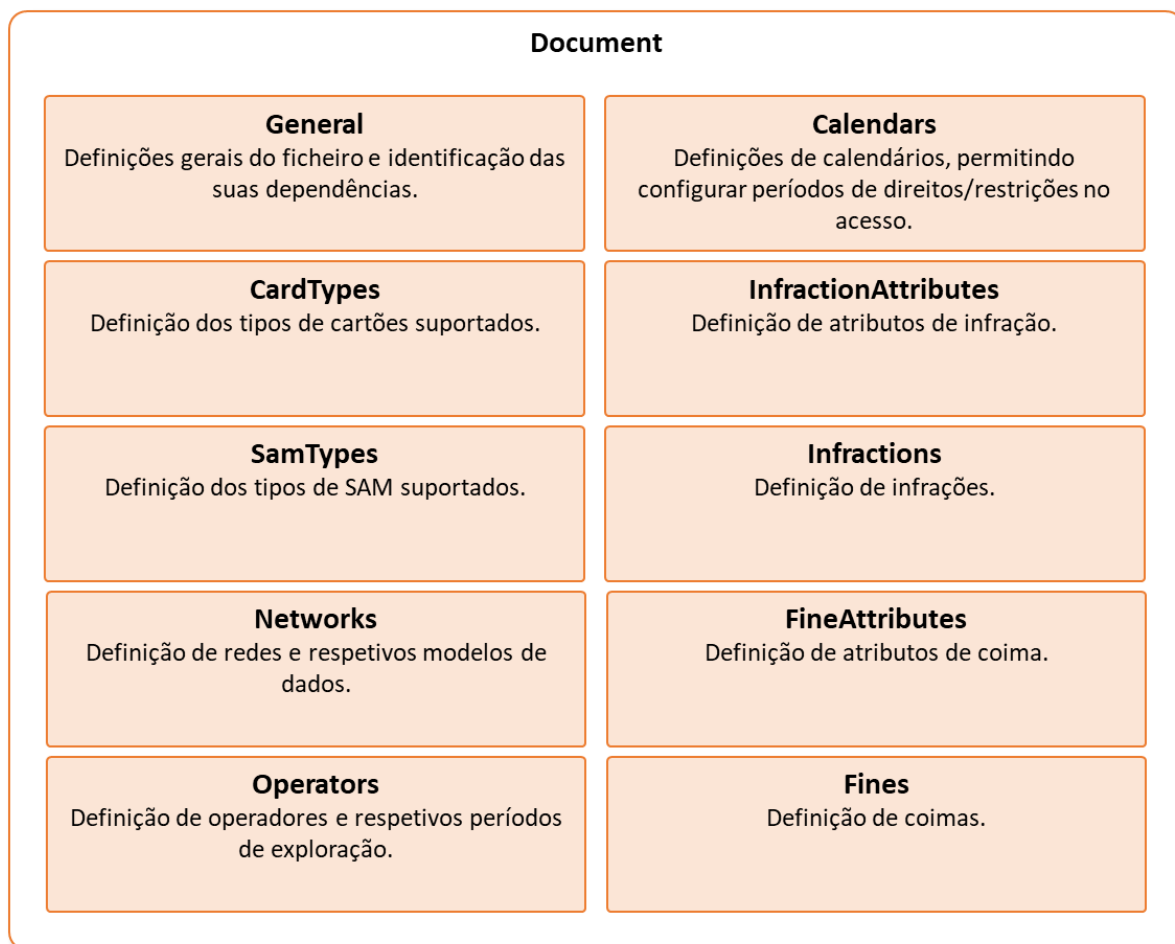 Document
General
Definições gerais do ficheiro e identificação das
suas dependências.
Calendars
Definições de calendários, permitindo
configurar períodos de direitos/restrições no
acesso.
CardTypes
Definição dos tipos de cartões suportados.
InfractionAttributes
Definição de atributos de infração.
SamTypes
Definição dos tipos de SAM suportados.
Infractions
Definição de infrações.
Networks
Definição de redes e respetivos modelos de
dados.
FineAttributes
Definição de atributos de coima.
Operators
Definição de operadores e respetivos períodos
de exploração.
Fines
Definição de coimas.